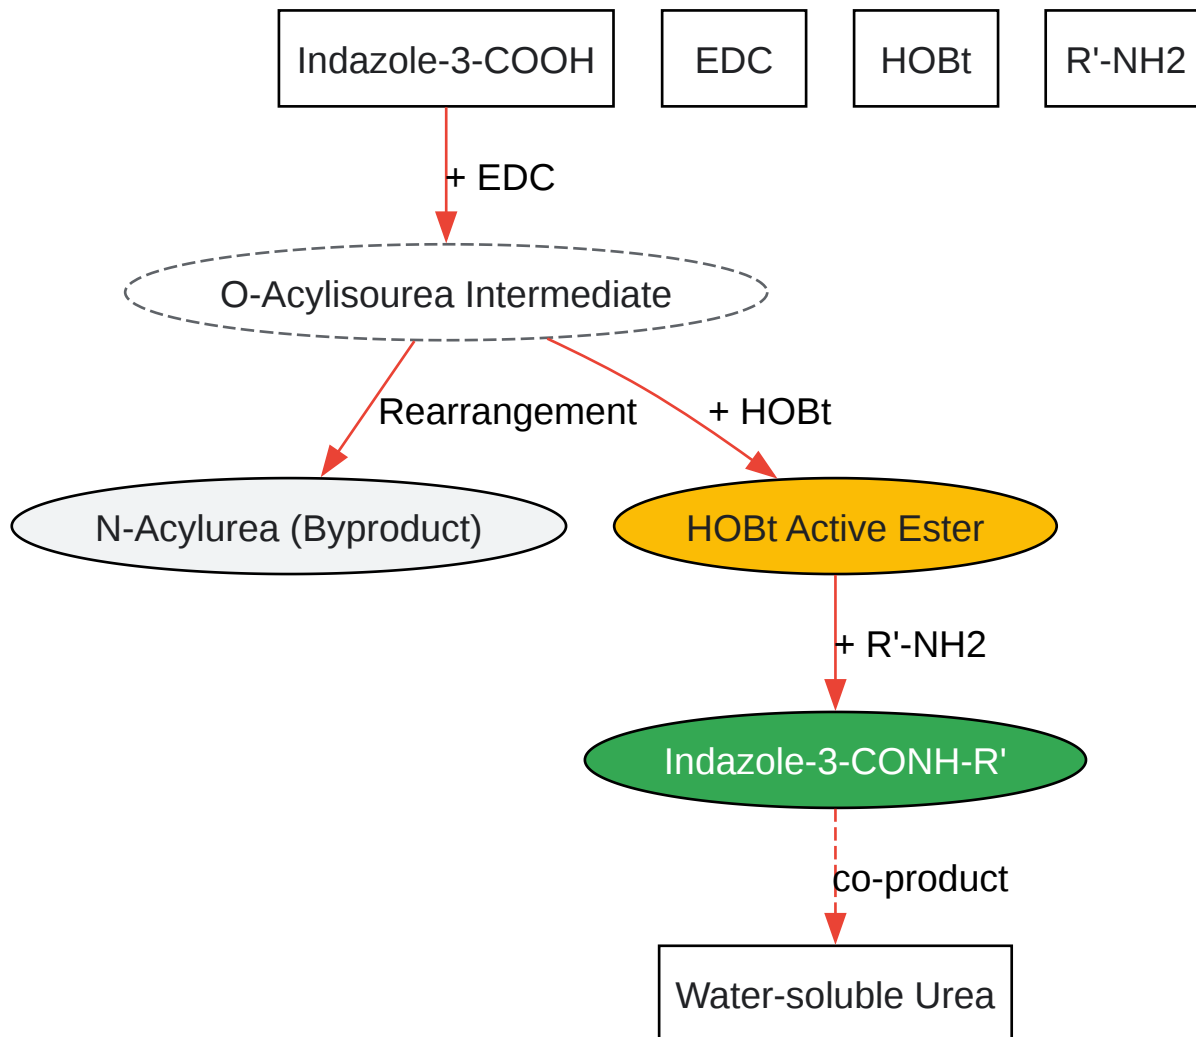 Indazole-3-COOH
EDC
HOBt
R'-NH2
+ EDC
O-Acylisourea Intermediate
Rearrangement
+ HOBt
N-Acylurea (Byproduct)
HOBt Active Ester
+ R'-NH2
Indazole-3-CONH-R'
co-product
Water-soluble Urea